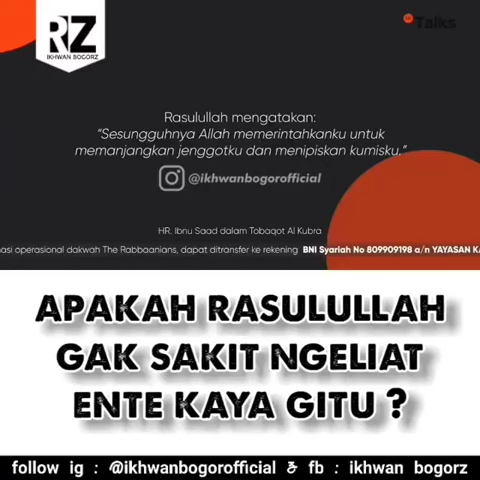 RZ
IKHWAN BOGORZ
Talks
Rasulullah mengatakan:
“Sesungguhnya Allah memerintahkanku untuk
memanjangkan jenggotku dan menipiskan kumisku.”
@ikhwanbogorofficial
HR. Ibnu Saad dalam Tobaqot Al Kubra
operasional dakwah The Rabbaanians, dapat ditransfer ke rekening BNI Syariah No 809909198 a/n YAYASAN
APAKAH RASULULLAH
GAK SAKIT NGELIAT
ENTE KAYA GITU ?
follow ig : @ikhwanbogorofficial & fb : ikhwan bogorz